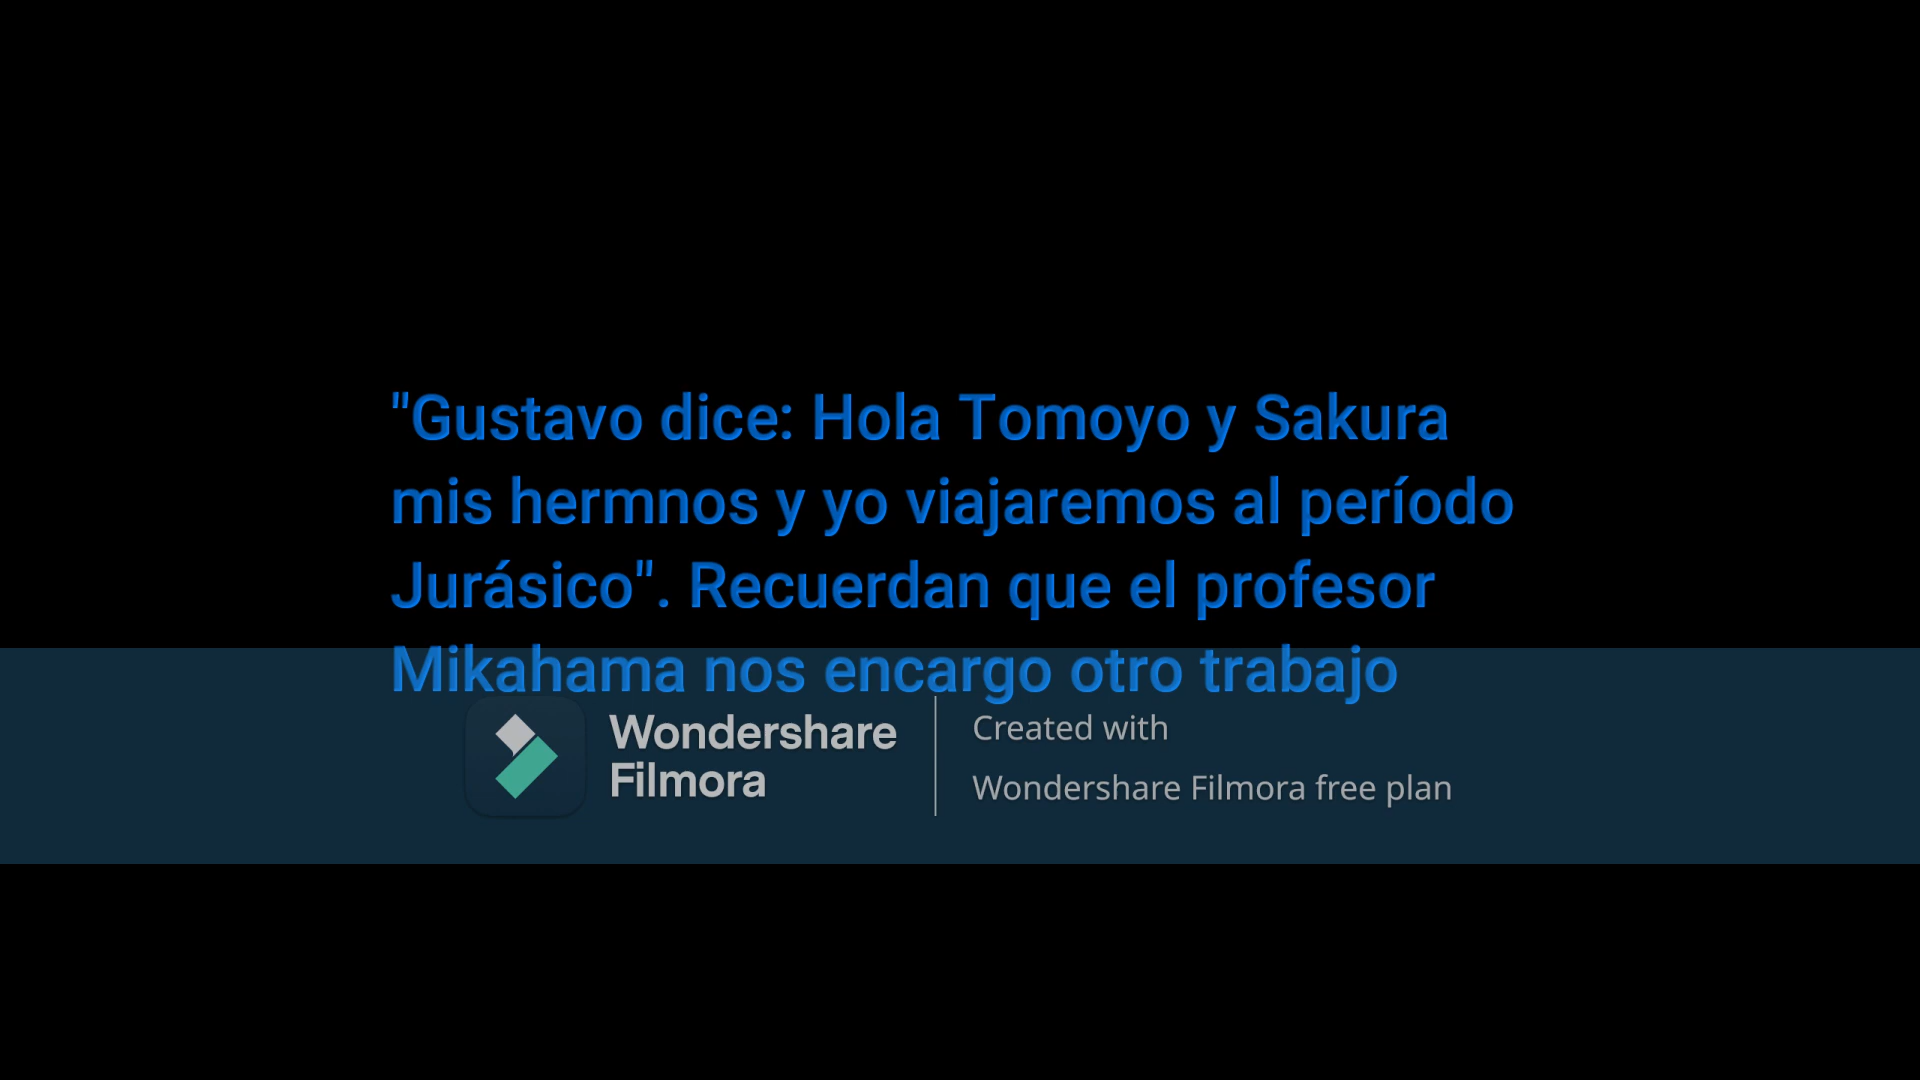 "Gustavo dice: Hola Tomoyo y Sakura
mis hermnos y yo viajaremos al período
Jurásico". Recuerdan que el profesor
Mikahama nos encargo otro trabajo
Wondershare
Filmora
Created with
Wondershare Filmora free plan